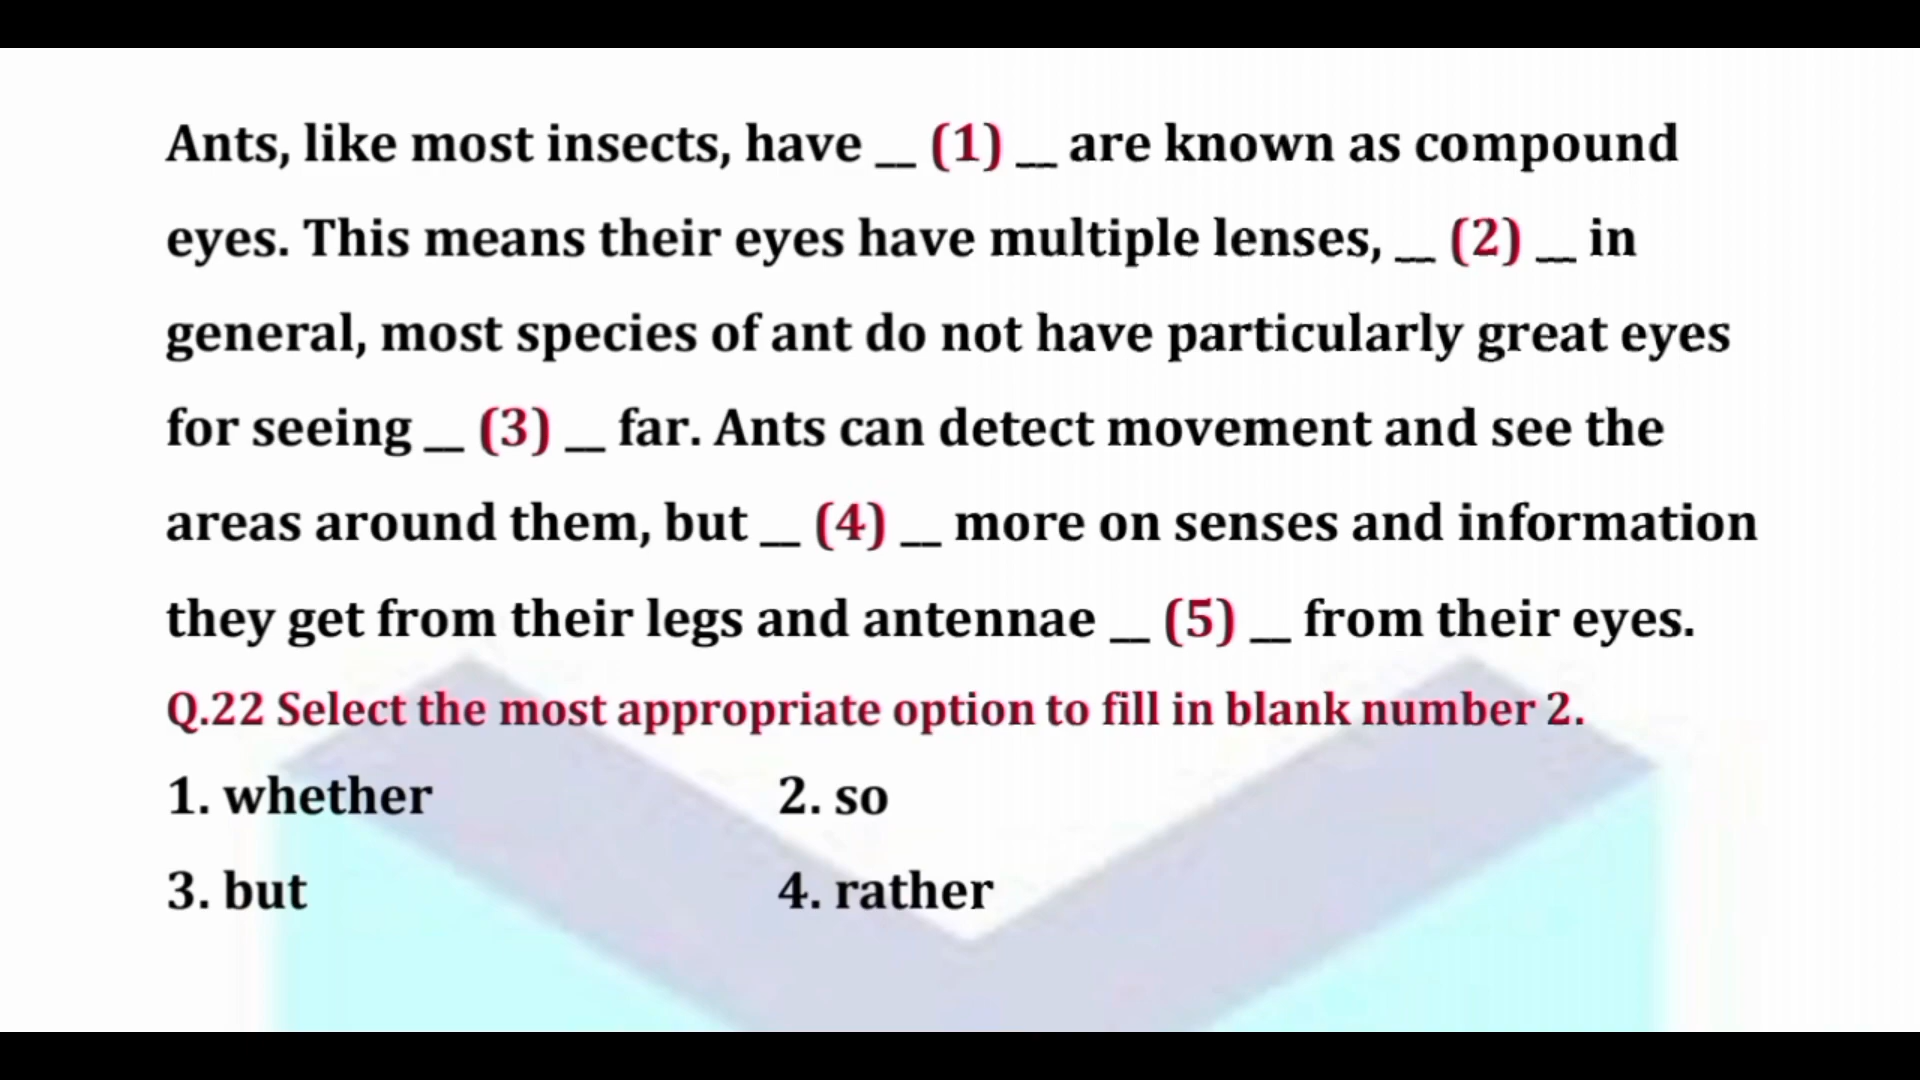 Ants, like most insects, have __ (1) __ are known as compound
eyes. This means their eyes have multiple lenses, __ (2) __ in
general, most species of ant do not have particularly great eyes
for seeing __ (3) __ far. Ants can detect movement and see the
areas around them, but __ (4) __ more on senses and information
they get from their legs and antennae __ (5) __ from their eyes.
Q.22 Select the most appropriate option to fill in blank number 2.
1. whether 2. so
3. but 4. rather